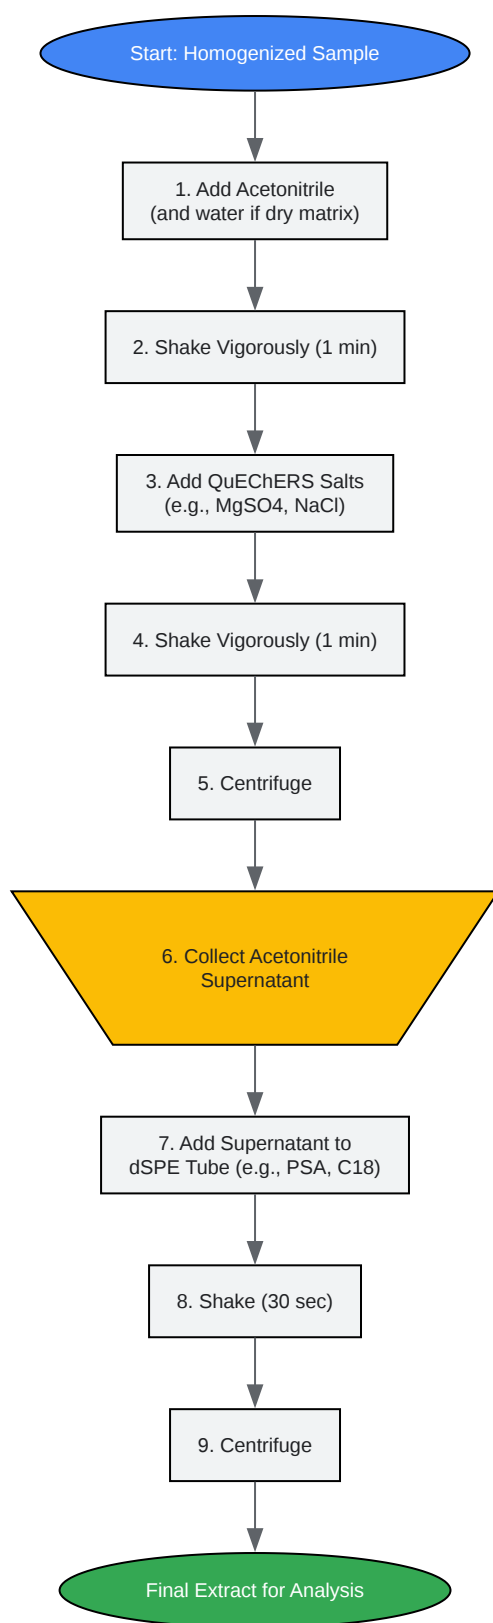 Start: Homogenized Sample
1. Add Acetonitrile
(and water if dry matrix)
2. Shake Vigorously (1 min)
3. Add QuEChERS Salts
(e.g., MgSO4, NaCl)
4. Shake Vigorously (1 min)
5. Centrifuge
6. Collect Acetonitrile
Supernatant
7. Add Supernatant to
dSPE Tube (e.g., PSA, C18)
8. Shake (30 sec)
9. Centrifuge
Final Extract for Analysis